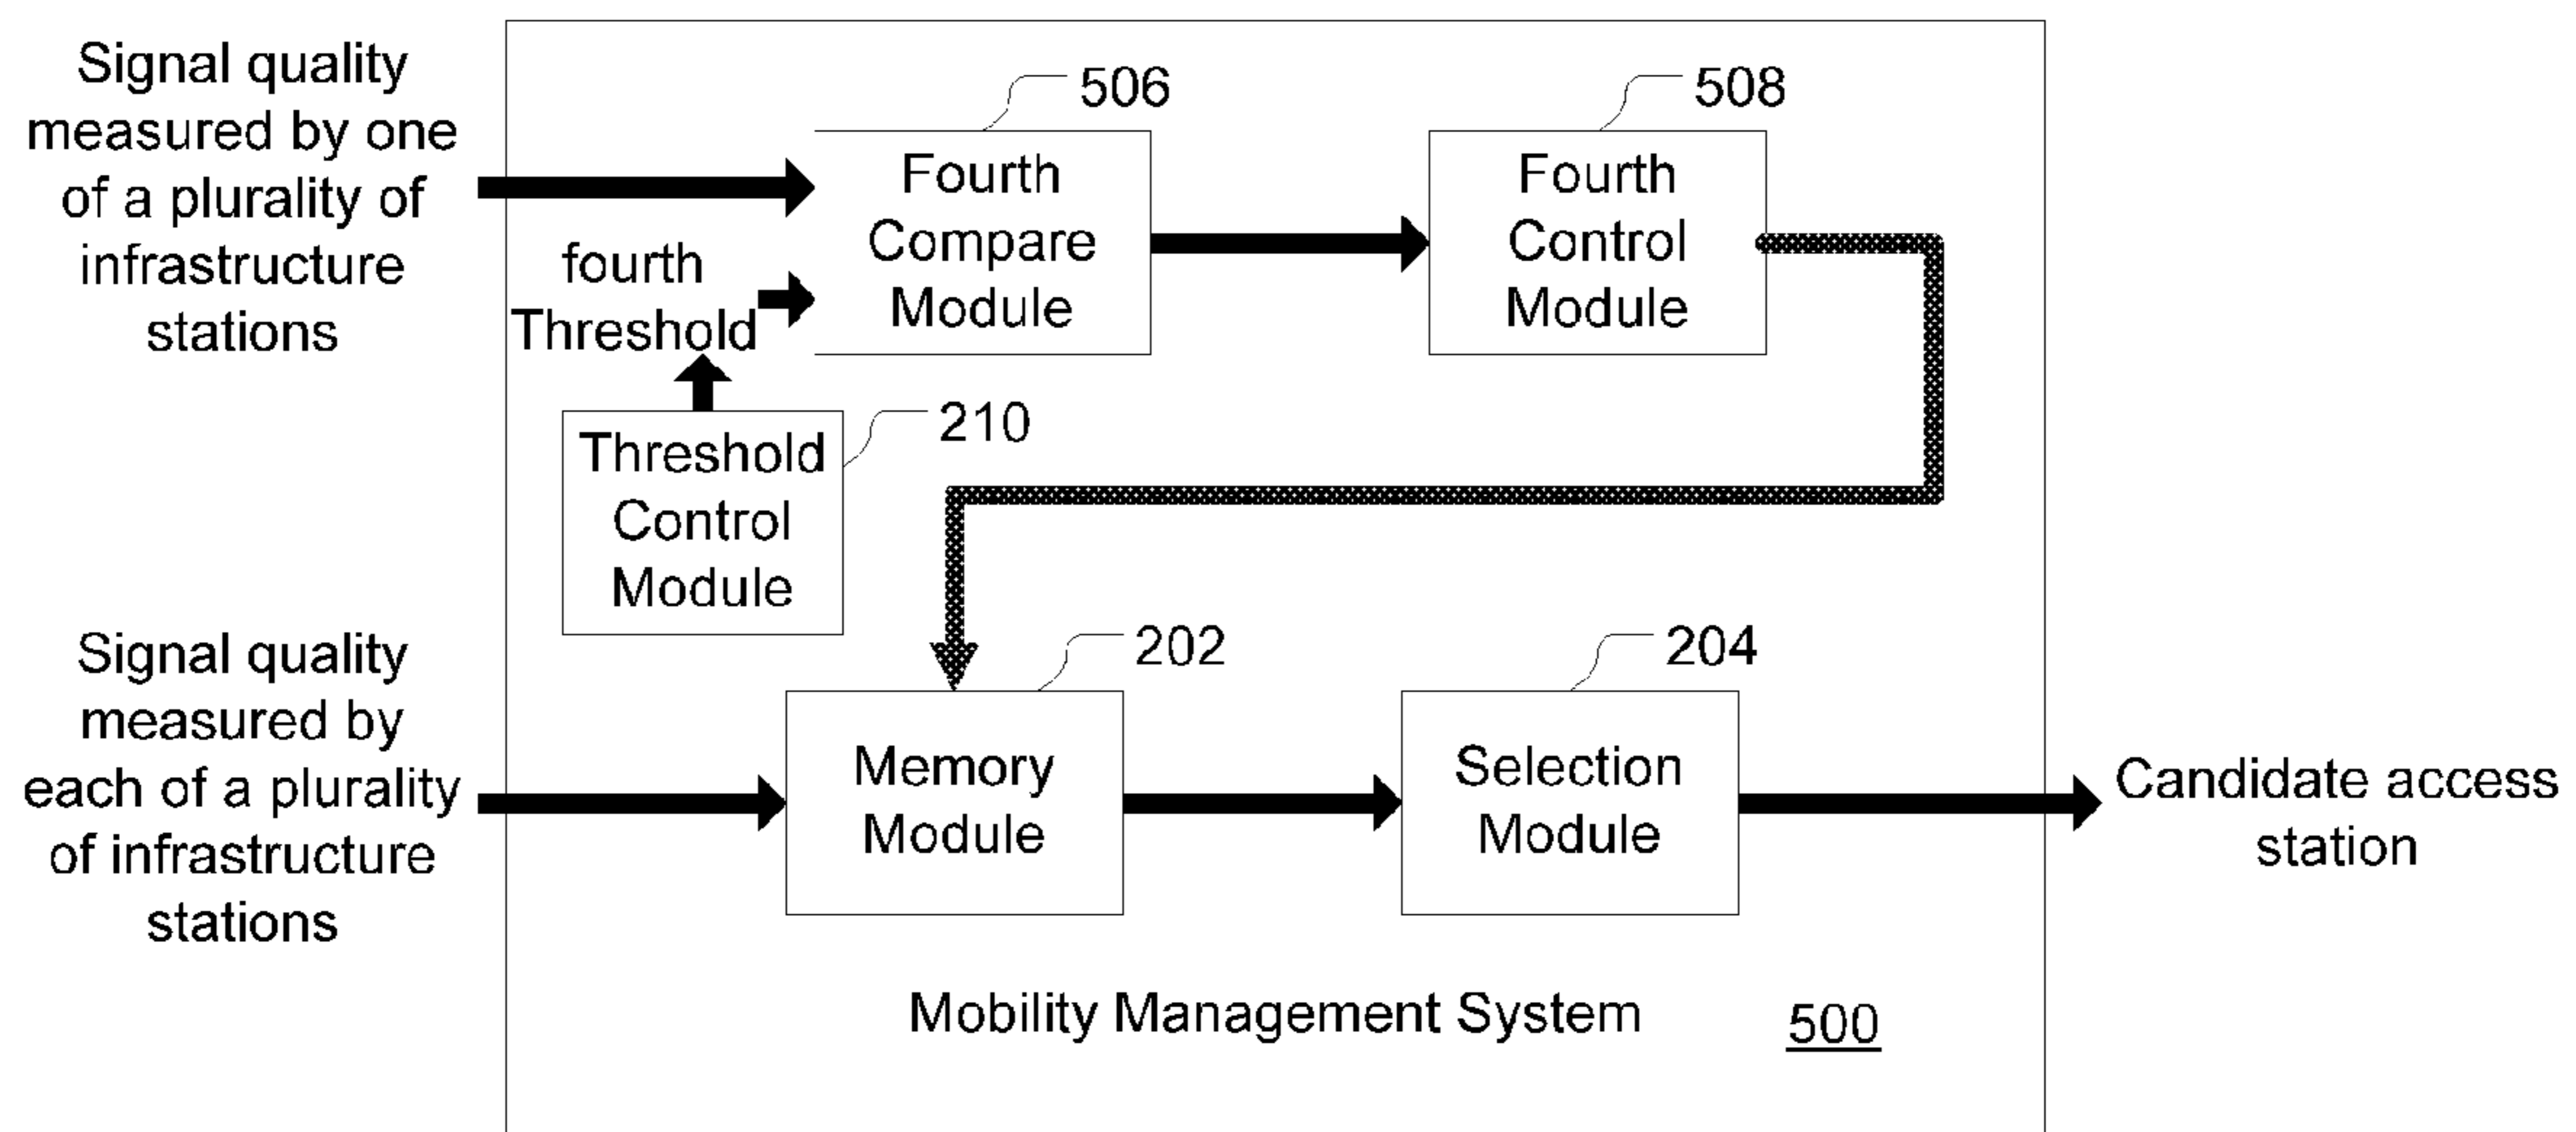 Signal quality
measured by one
of a plurality of
infrastructure
stations
506
508
Fourth
Compare
Module
Fourth
Control
Module
fourth
Threshold
210
Threshold
Control
Module
Signal quality
measured by
each of a plurality
of infrastructure
stations
202
204
Memory
Module
Selection
Module
Candidate access
station
Mobility Management System
500